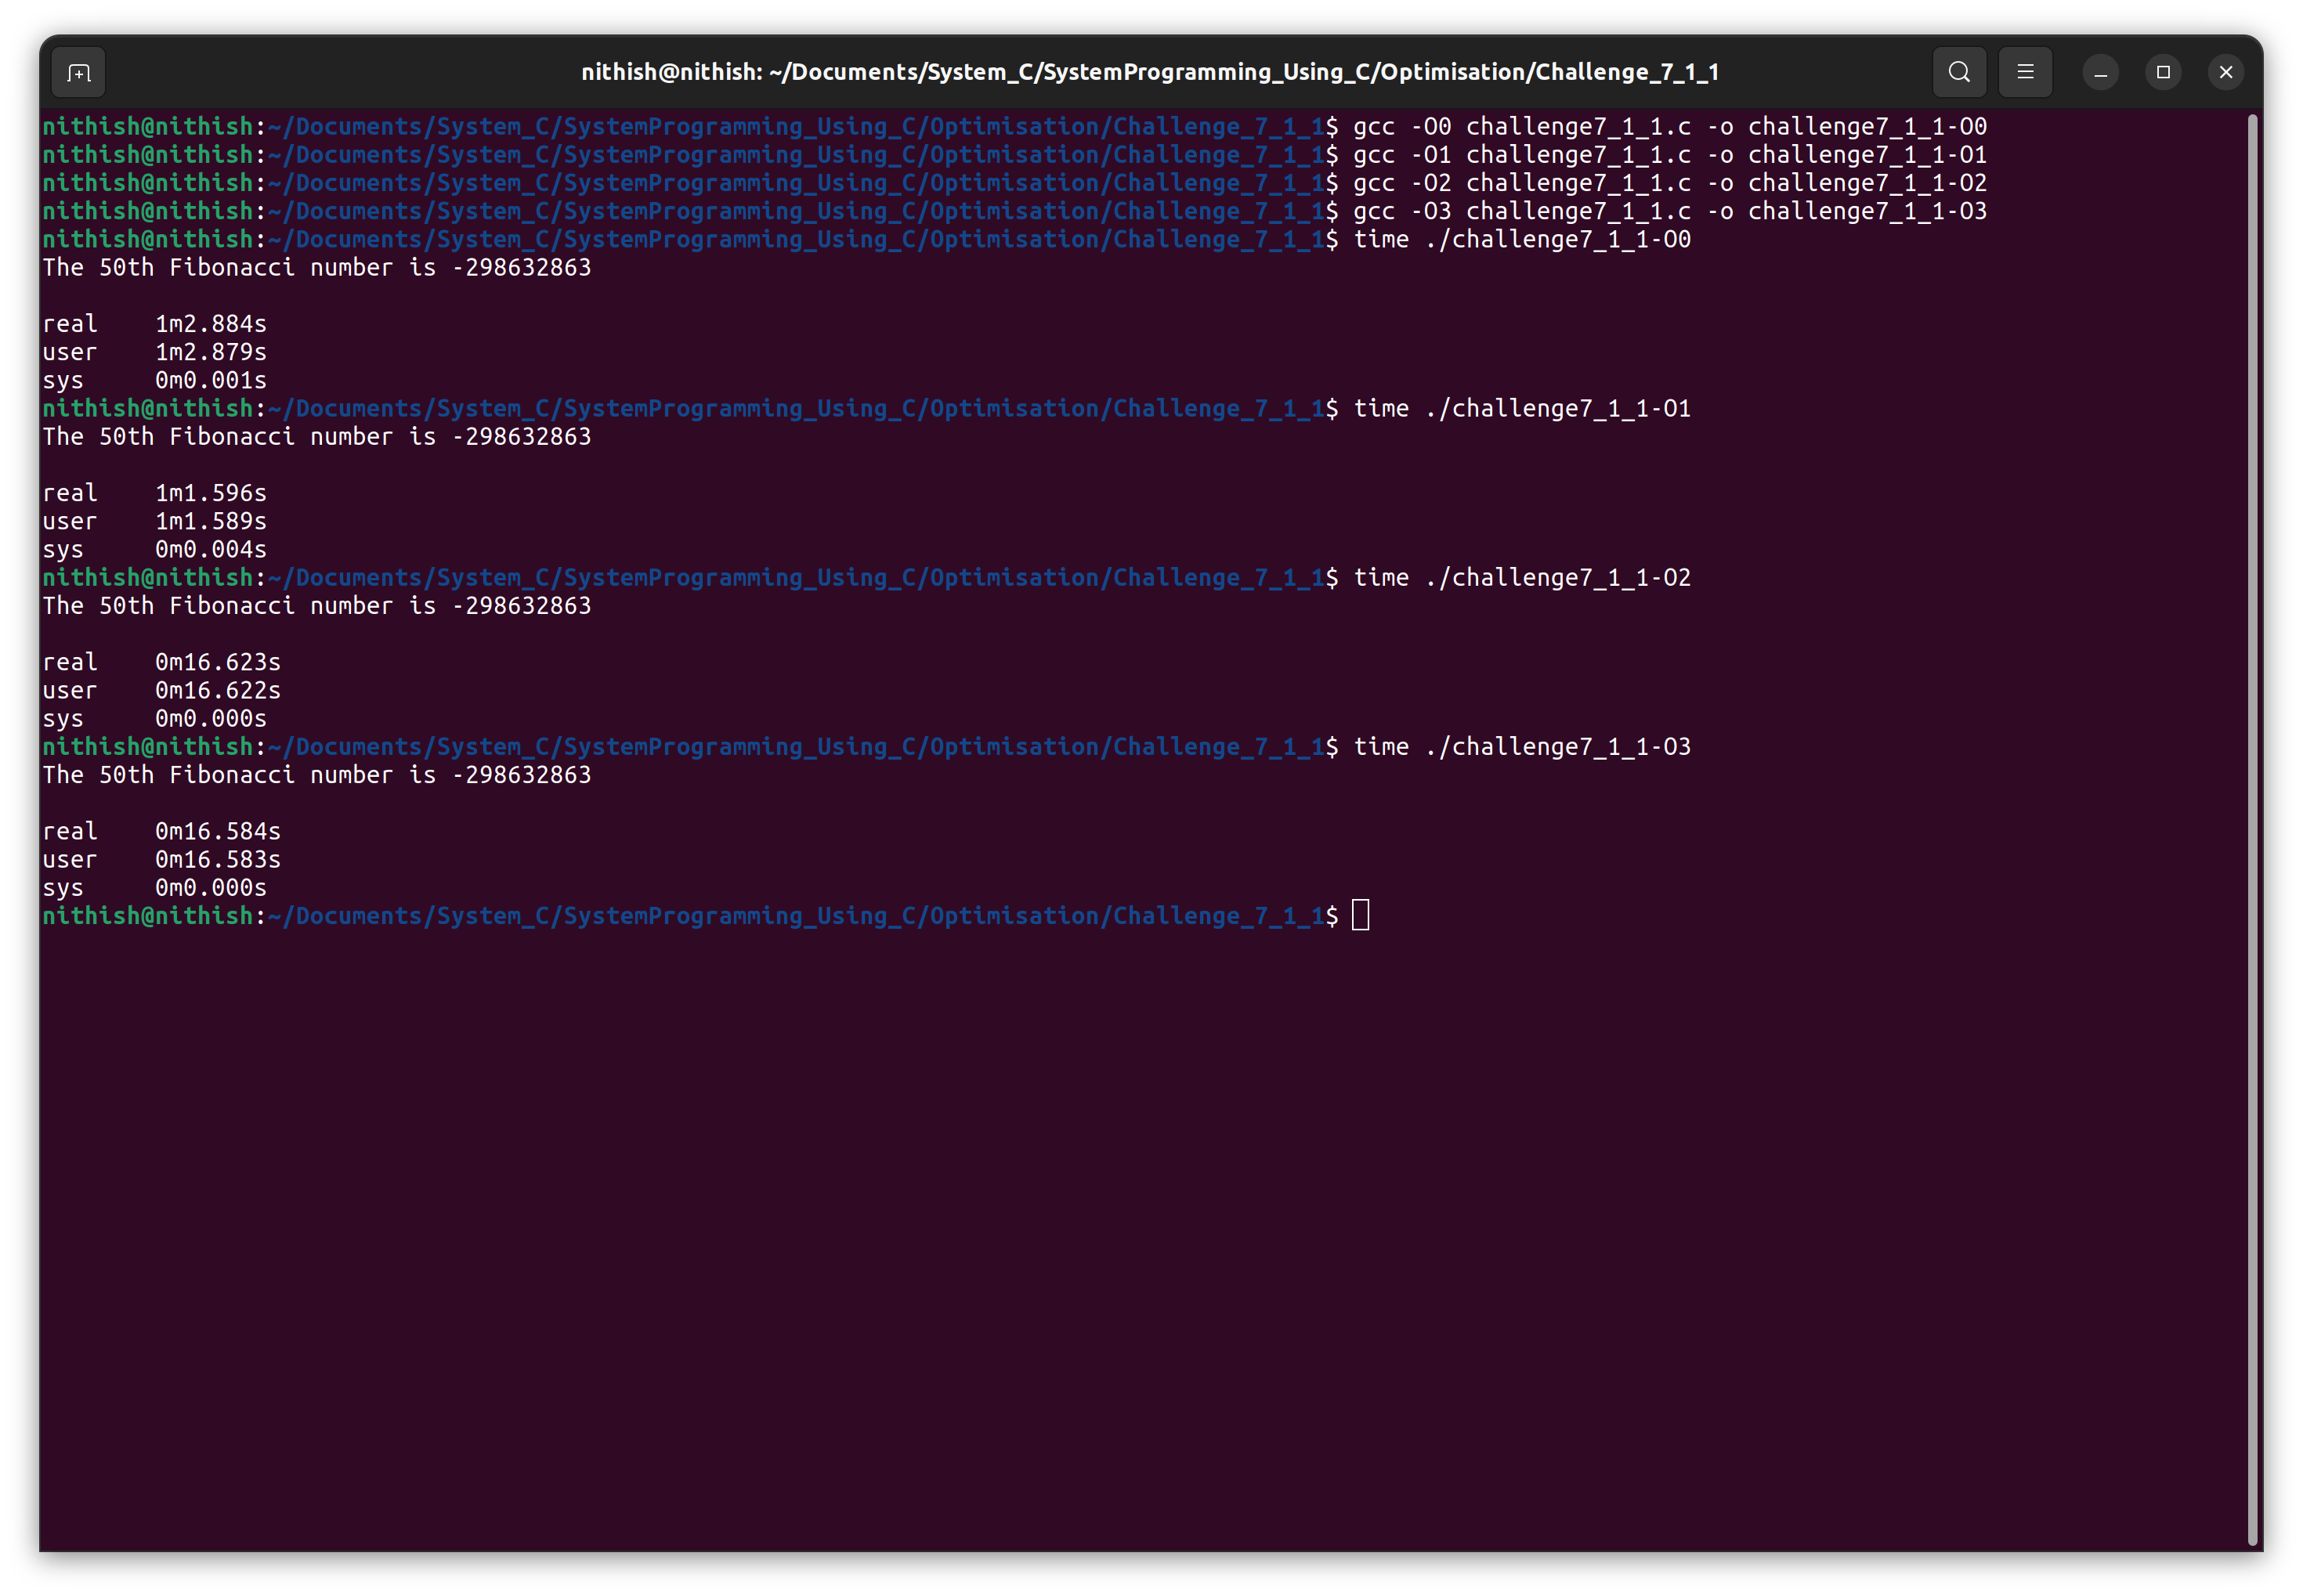 nithish@nithish: ~/Documents/System_C/SystemProgramming_Using_C/Optimisation/Challenge_7_1_1
nithish@nithish:~/Documents/System_C/SystemProgramming_Using_C/Optimisation/Challenge_7_1_1$ gcc -O0 challenge7_1_1.c -o challenge7_1_1-O0
nithish@nithish:~/Documents/System_C/SystemProgramming_Using_C/Optimisation/Challenge_7_1_1$ gcc -O1 challenge7_1_1.c -o challenge7_1_1-O1
nithish@nithish:~/Documents/System_C/SystemProgramming_Using_C/Optimisation/Challenge_7_1_1$ gcc -O2 challenge7_1_1.c -o challenge7_1_1-O2
nithish@nithish:~/Documents/System_C/SystemProgramming_Using_C/Optimisation/Challenge_7_1_1$ gcc -O3 challenge7_1_1.c -o challenge7_1_1-O3
nithish@nithish:~/Documents/System_C/SystemProgramming_Using_C/Optimisation/Challenge_7_1_1$ time ./challenge7_1_1-O0
The 50th Fibonacci number is -298632863
real 1m2.884s
user 1m2.879s
sys 0m0.001s
nithish@nithish:~/Documents/System_C/SystemProgramming_Using_C/Optimisation/Challenge_7_1_1$ time ./challenge7_1_1-O1
The 50th Fibonacci number is -298632863
real 1m1.596s
user 1m1.589s
sys 0m0.004s
nithish@nithish:~/Documents/System_C/SystemProgramming_Using_C/Optimisation/Challenge_7_1_1$ time ./challenge7_1_1-O2
The 50th Fibonacci number is -298632863
real 0m16.623s
user 0m16.622s
sys 0m0.000s
nithish@nithish:~/Documents/System_C/SystemProgramming_Using_C/Optimisation/Challenge_7_1_1$ time ./challenge7_1_1-O3
The 50th Fibonacci number is -298632863
real 0m16.584s
user 0m16.583s
sys 0m0.000s
nithish@nithish:~/Documents/System_C/SystemProgramming_Using_C/Optimisation/Challenge_7_1_1$